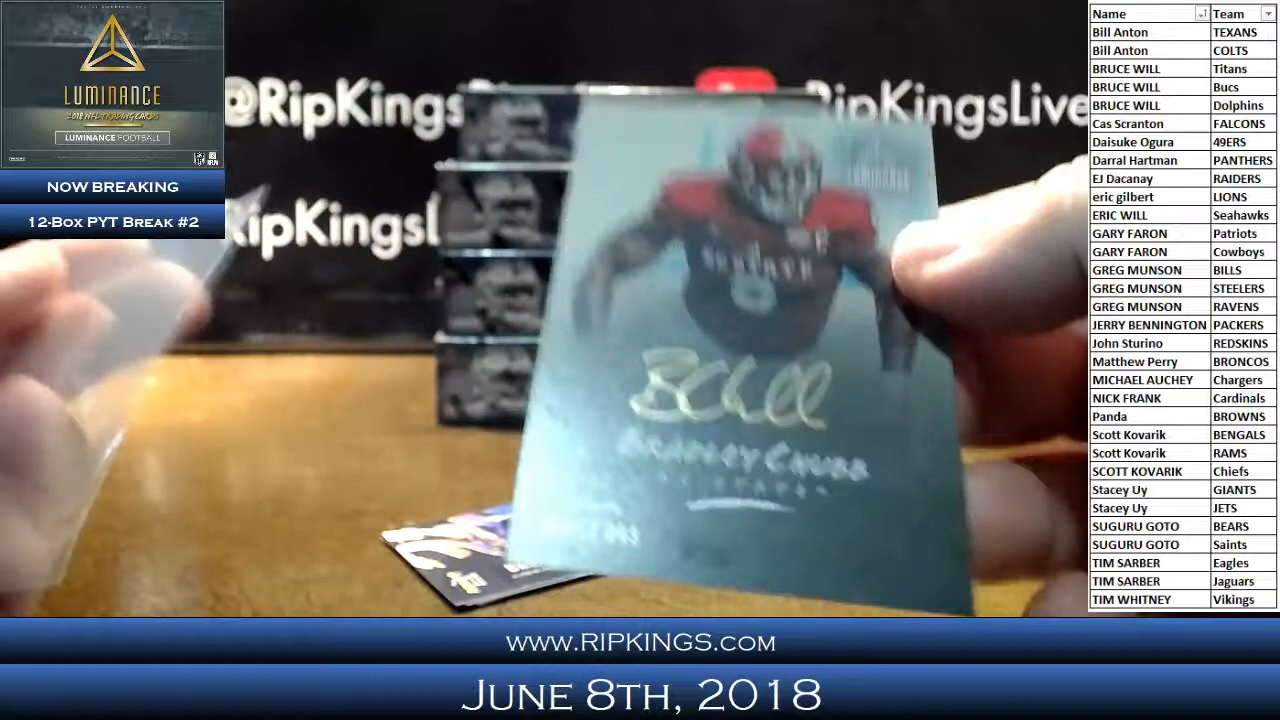 LUMINANCE
2018 NFL TRADING CARDS
LUMINANCE FOOTBALL
NOW BREAKING
12-Box PYT Break #2
@RipKings
RipKingsLive
RipKingsL
LUMINANCE
BRADLEY CHUBB
Name Team
Bill Anton TEXANS
Bill Anton COLTS
BRUCE WILL Titans
BRUCE WILL Bucs
BRUCE WILL Dolphins
Cas Scranton FALCONS
Daisuke Ogura 49ERS
Darral Hartman PANTHERS
EJ Dacanay RAIDERS
eric gilbert LIONS
ERIC WILL Seahawks
GARY FARON Patriots
GARY FARON Cowboys
GREG MUNSON BILLS
GREG MUNSON STEELERS
GREG MUNSON RAVENS
JERRY BENNINGTON PACKERS
John Sturino REDSKINS
Matthew Perry BRONCOS
MICHAEL AUCHEY Chargers
NICK FRANK Cardinals
Panda BROWNS
Scott Kovarik BENGALS
Scott Kovarik RAMS
SCOTT KOVARIK Chiefs
Stacey Uy GIANTS
Stacey Uy JETS
SUGURU GOTO BEARS
SUGURU GOTO Saints
TIM SARBER Eagles
TIM SARBER Jaguars
TIM WHITNEY Vikings
www.RIPKINGS.com
June 8th, 2018